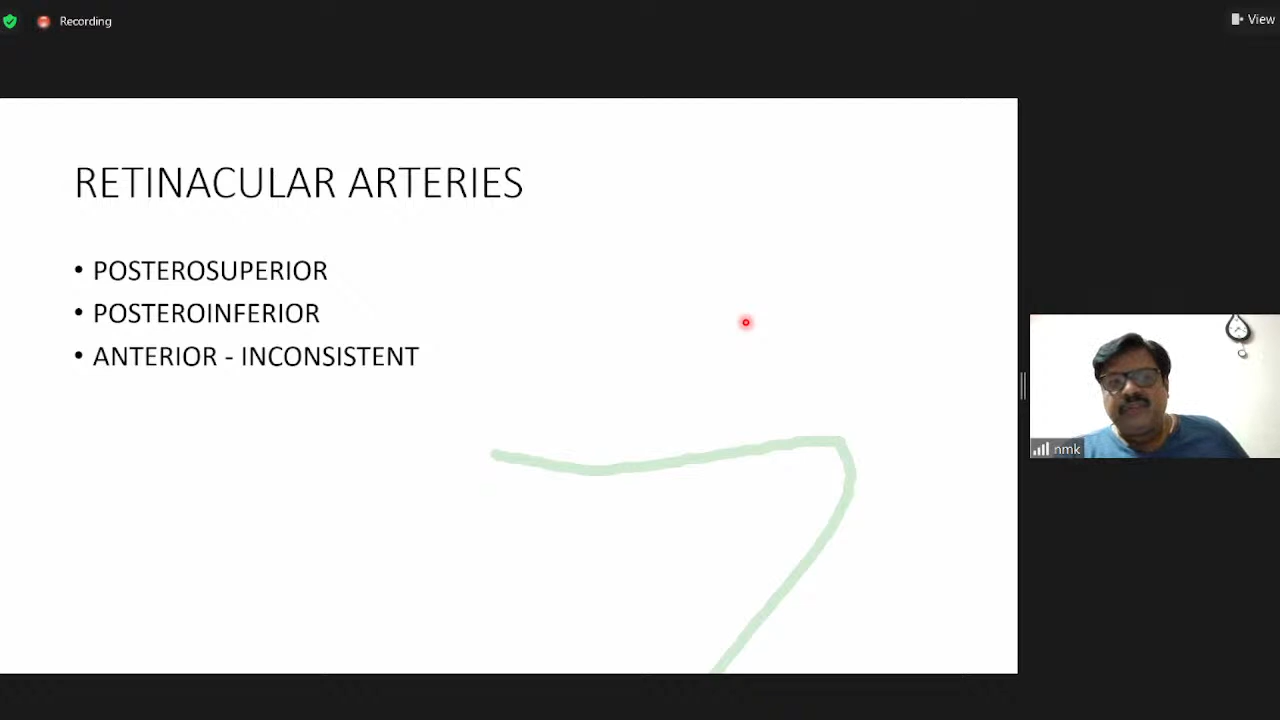 Recording
View
RETINACULAR ARTERIES
• POSTEROSUPERIOR
• POSTEROINFERIOR
• ANTERIOR - INCONSISTENT
nmk